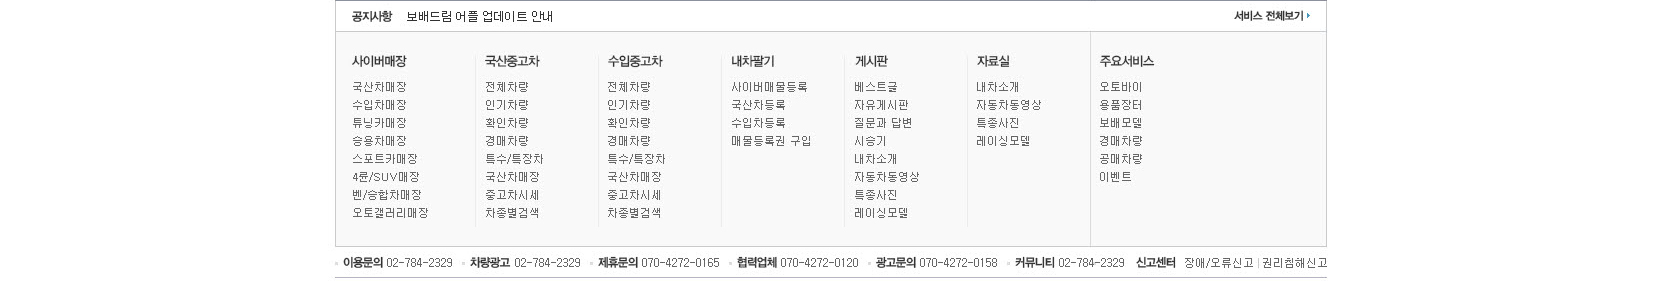 공지사항 보배드림 어플 업데이트 안내 서비스 전체보기
사이버매장
국산차매장
수입차매장
튜닝카매장
승용차매장
스포트카매장
4륜/SUV매장
벤/승합차매장
오토갤러리매장
국산중고차
전체차량
인기차량
확인차량
경매차량
특수/특장차
국산차매장
중고차시세
차종별검색
수입중고차
전체차량
인기차량
확인차량
경매차량
특수/특장차
국산차매장
중고차시세
차종별검색
내차팔기
사이버매물등록
국산차등록
수입차등록
매물등록권 구입
게시판
베스트글
자유게시판
질문과 답변
시승기
내차소개
자동차동영상
특종사진
레이싱모델
자료실
내차소개
자동차동영상
특종사진
레이싱모델
주요서비스
오토바이
용품장터
보배모델
경매차량
공매차량
이벤트
이용문의 02-784-2329 차량광고 02-784-2329 제휴문의 070-4272-0165 협력업체 070-4272-0120 광고문의 070-4272-0158 커뮤니티 02-784-2329 신고센터 장애/오류신고 | 권리침해신고